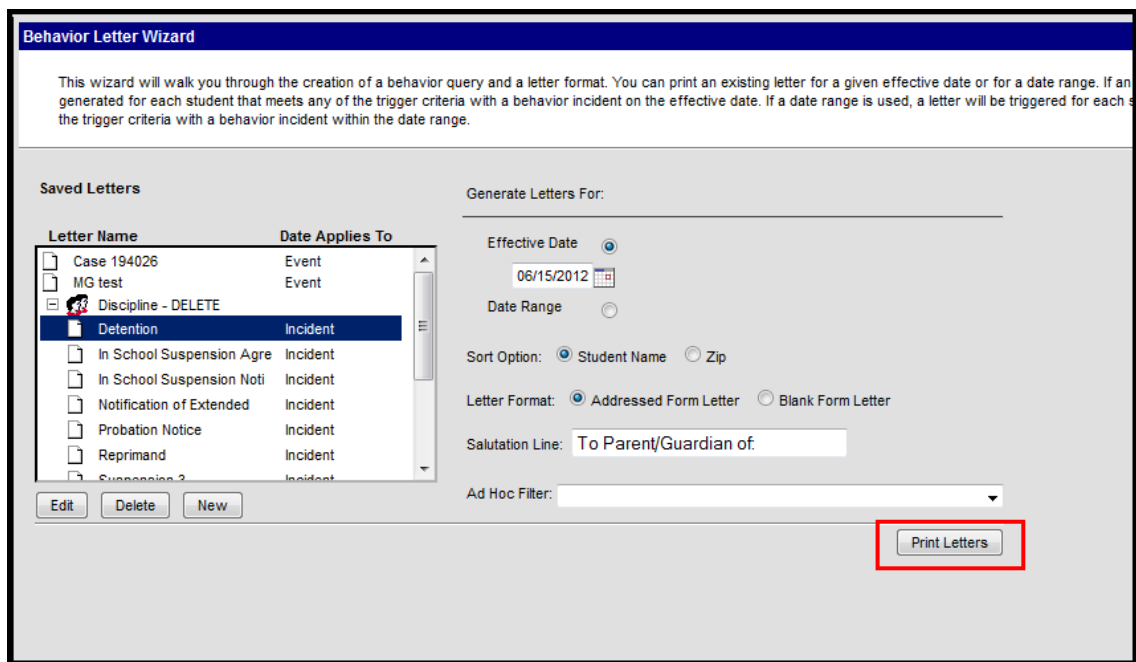 Behavior Letter Wizard
This wizard will walk you through the creation of a behavior query and a letter format. You can print an existing letter for a given effective date or for a date range. If an
generated for each student that meets any of the trigger criteria with a behavior incident on the effective date. If a date range is used, a letter will be triggered for each s
the trigger criteria with a behavior incident within the date range.
Saved Letters
Letter Name Date Applies To
Case 194026 Event
MG test Event
Discipline - DELETE
Detention Incident
In School Suspension Agre Incident
In School Suspension Noti Incident
Notification of Extended Incident
Probation Notice Incident
Reprimand Incident
Suspension 3 Incident
Edit Delete New
Generate Letters For:
Effective Date
06/15/2012
Date Range
Sort Option: Student Name Zip
Letter Format: Addressed Form Letter Blank Form Letter
Salutation Line: To Parent/Guardian of:
Ad Hoc Filter:
Print Letters